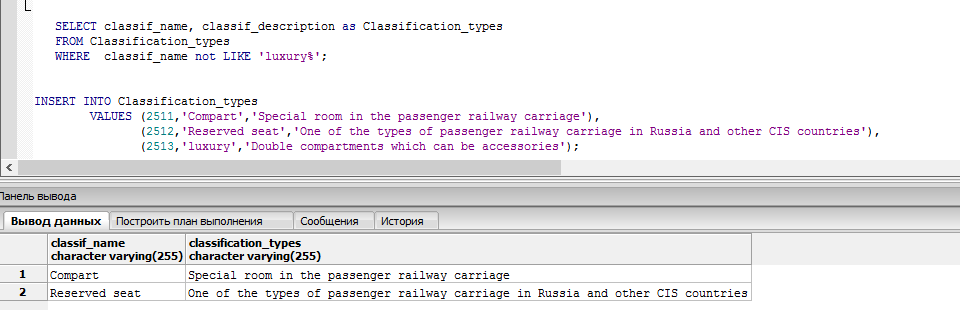 SELECT classif_name, classif_description as Classification_types
FROM Classification_types
WHERE classif_name not LIKE 'luxury%';
INSERT INTO Classification_types
VALUES (2511,'Compart','Special room in the passenger railway carriage'),
(2512,'Reserved seat','One of the types of passenger railway carriage in Russia and other CIS countries'),
(2513,'luxury','Double compartments which can be accessories');
Панель вывода
Вывод данных Построить план выполнения Сообщения История
classif_name classification_types
character varying(255) character varying(255)
1 Compart Special room in the passenger railway carriage
2 Reserved seat One of the types of passenger railway carriage in Russia and other CIS countries